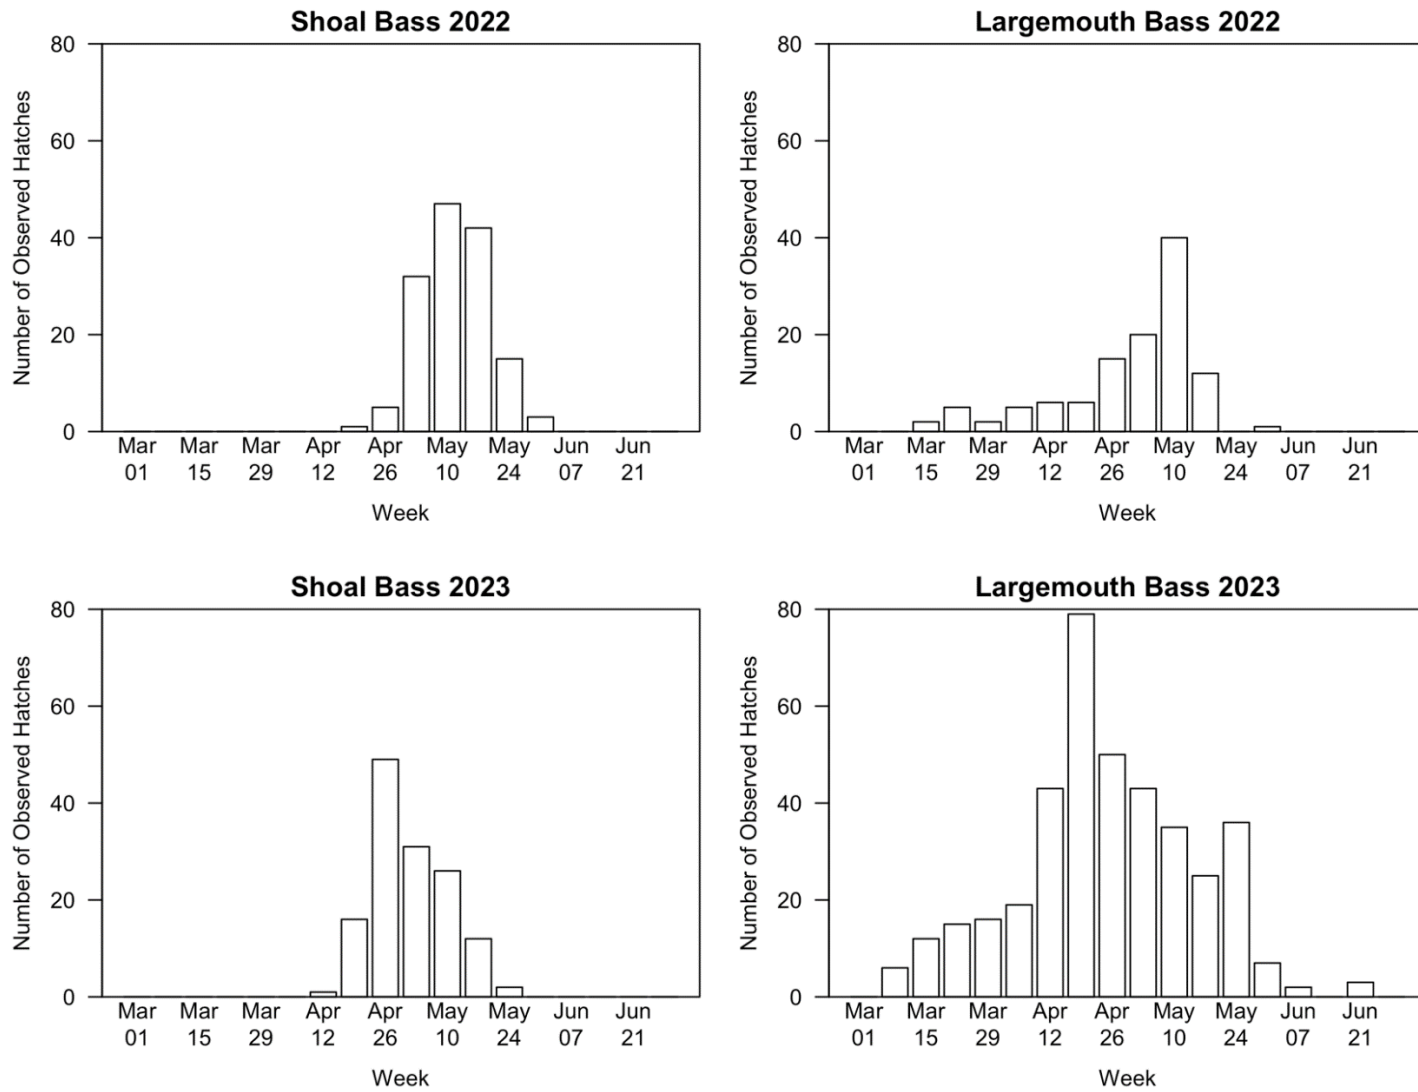 Shoal Bass 2022
80
60
40
20
0
Number of Observed Hatches
Mar Mar Mar Apr Apr May May Jun Jun
01 15 29 12 26 10 24 07 21
Week
Largemouth Bass 2022
80
60
40
20
0
Number of Observed Hatches
Mar Mar Mar Apr Apr May May Jun Jun
01 15 29 12 26 10 24 07 21
Week
Shoal Bass 2023
80
60
40
20
0
Number of Observed Hatches
Mar Mar Mar Apr Apr May May Jun Jun
01 15 29 12 26 10 24 07 21
Week
Largemouth Bass 2023
80
60
40
20
0
Number of Observed Hatches
Mar Mar Mar Apr Apr May May Jun Jun
01 15 29 12 26 10 24 07 21
Week